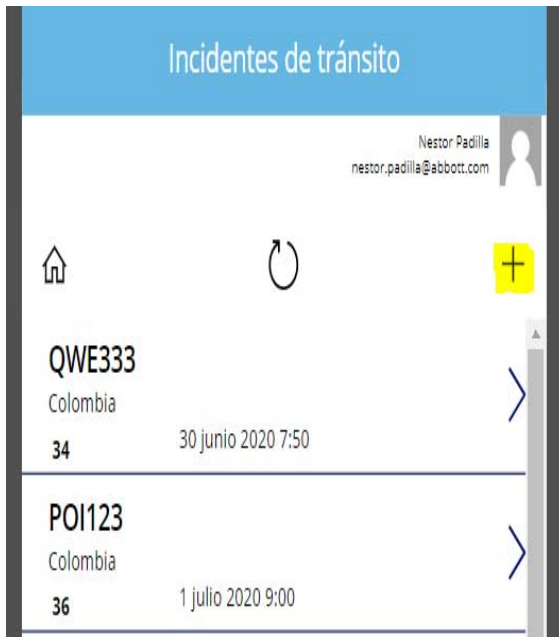 Incidentes de tránsito
Nestor Padilla
nestor.padilla@abbott.com
QWE333
Colombia
34 30 junio 2020 7:50
POI123
Colombia
36 1 julio 2020 9:00